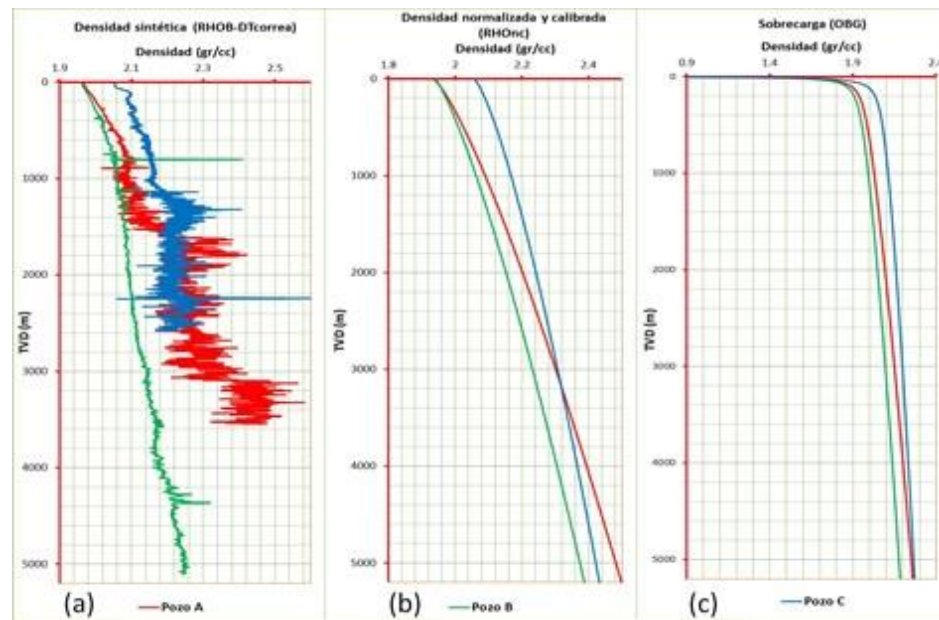 Densidad sintética (RHOB-DTcorrea)
Densidad (gr/cc)
1.9 2.1 2.3 2.5
0
1000
2000
3000
4000
5000
TVD (m)
(a)
Pozo A
Densidad normalizada y calibrada
(RHOnc)
Densidad (gr/cc)
1.8 2 2.2 2.4
0
1000
2000
3000
4000
5000
TVD (m)
(b)
Pozo B
Sobrecarga (OBG)
Densidad (gr/cc)
0.9 1.4 1.9 2.4
0
1000
2000
3000
4000
5000
TVD (m)
(c)
Pozo C